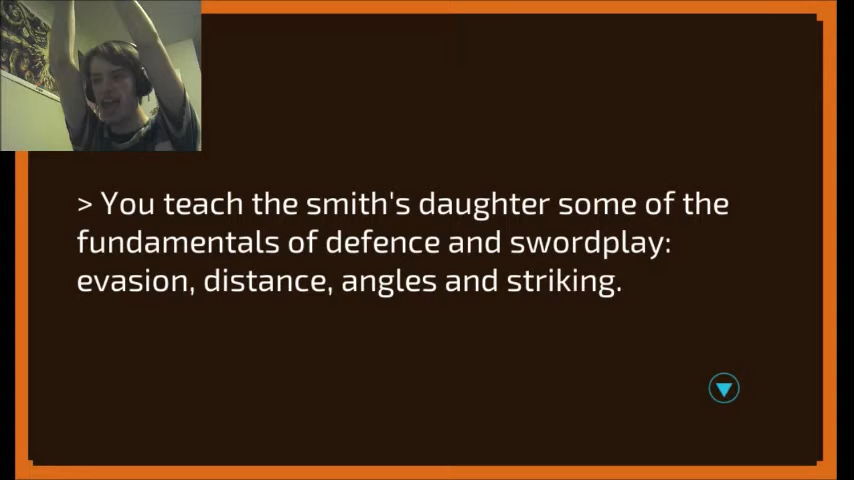 > You teach the smith's daughter some of the
fundamentals of defence and swordplay:
evasion, distance, angles and striking.